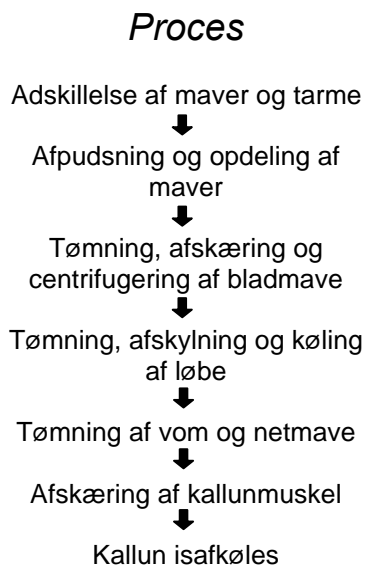 Proces
Adskillelse af maver og tarme
Afpudsning og opdeling af
maver
Tømning, afskæring og
centrifugering af bladmave
Tømning, afskylning og køling
af løbe
Tømning af vom og netmave
Afskæring af kallunmuskel
Kallun isafkøles